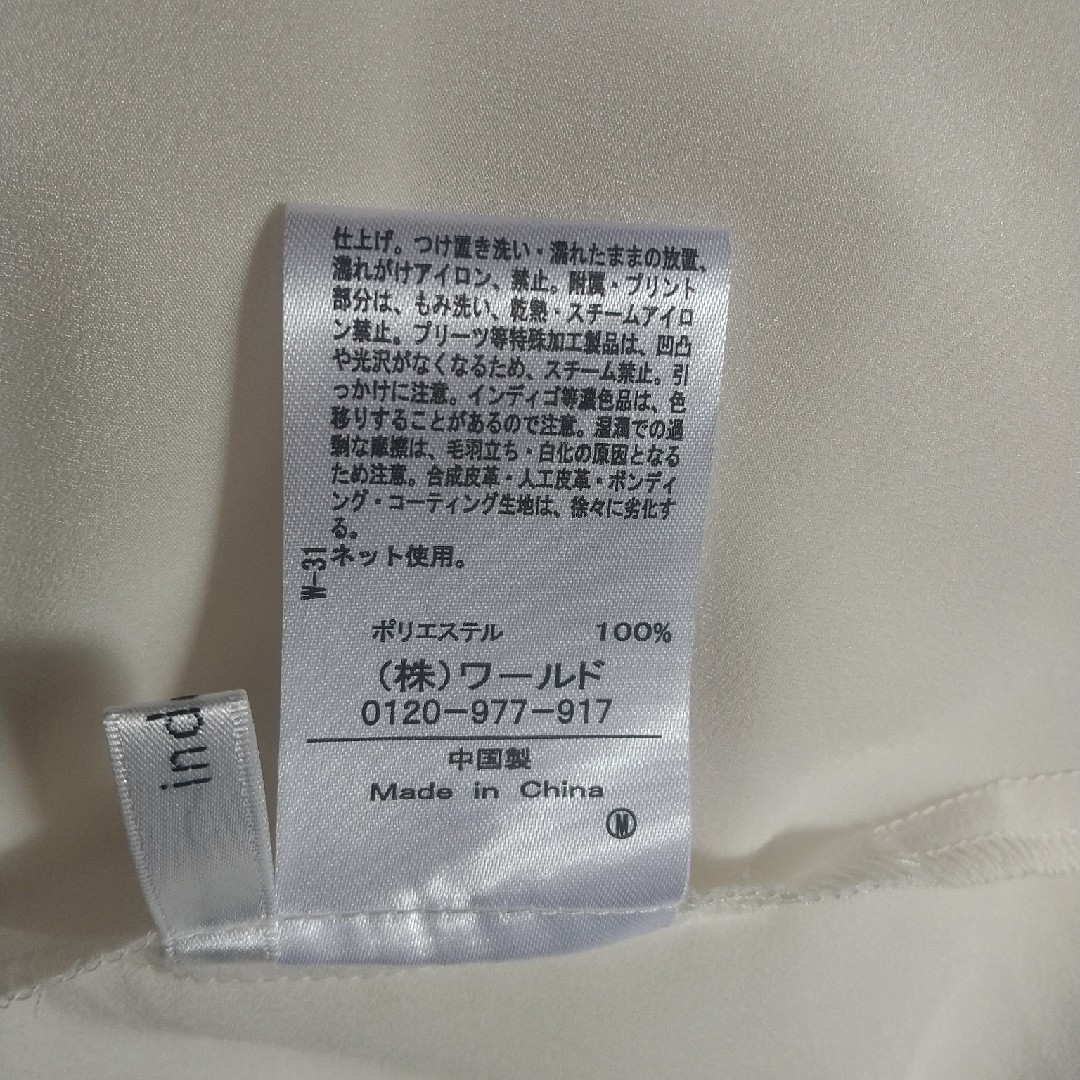 仕上げ。つけ置き洗い・濡れたままの放置、
濡れがけアイロン、禁止。附属・プリント
部分は、もみ洗い、乾熱・スチームアイロ
ン禁止。プリーツ等特殊加工製品は、凹凸
や光沢がなくなるため、スチーム禁止。引
っかけに注意。インディゴ等濃色品は、色
移りすることがあるので注意。湿潤での過
剰な摩擦は、毛羽立ち・白化の原因となる
ため注意。合成皮革・人工皮革・ボンディ
ング・コーティング生地は、徐々に劣化す
る。
ネット使用。
W-31
ポリエステル 100%
(株)ワールド
0120-977-917
中国製
Made in China
M